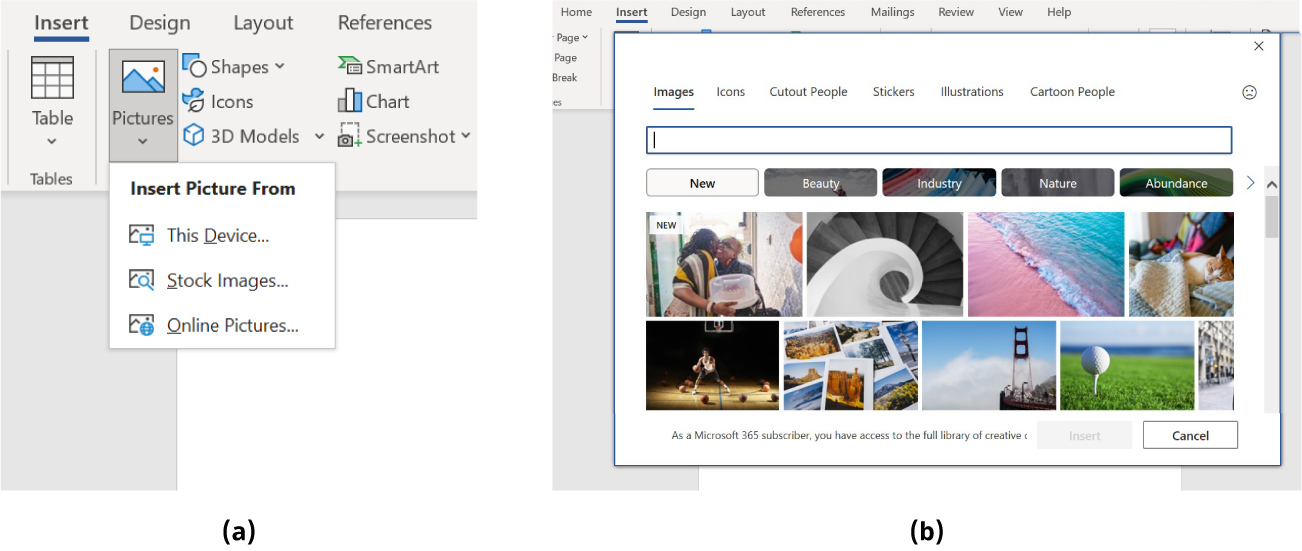 Insert Design Layout References
Table
Pictures
Shapes
Icons
3D Models
SmartArt
Chart
Screenshot
Tables
Insert Picture From
This Device...
Stock Images...
Online Pictures...
(a)
Home Insert Design Layout References Mailings Review View Help
Page
Page
Break
es
Images Icons Cutout People Stickers Illustrations Cartoon People
New Beauty Industry Nature Abundance
NEW
As a Microsoft 365 subscriber, you have access to the full library of creative c
Insert Cancel
(b)